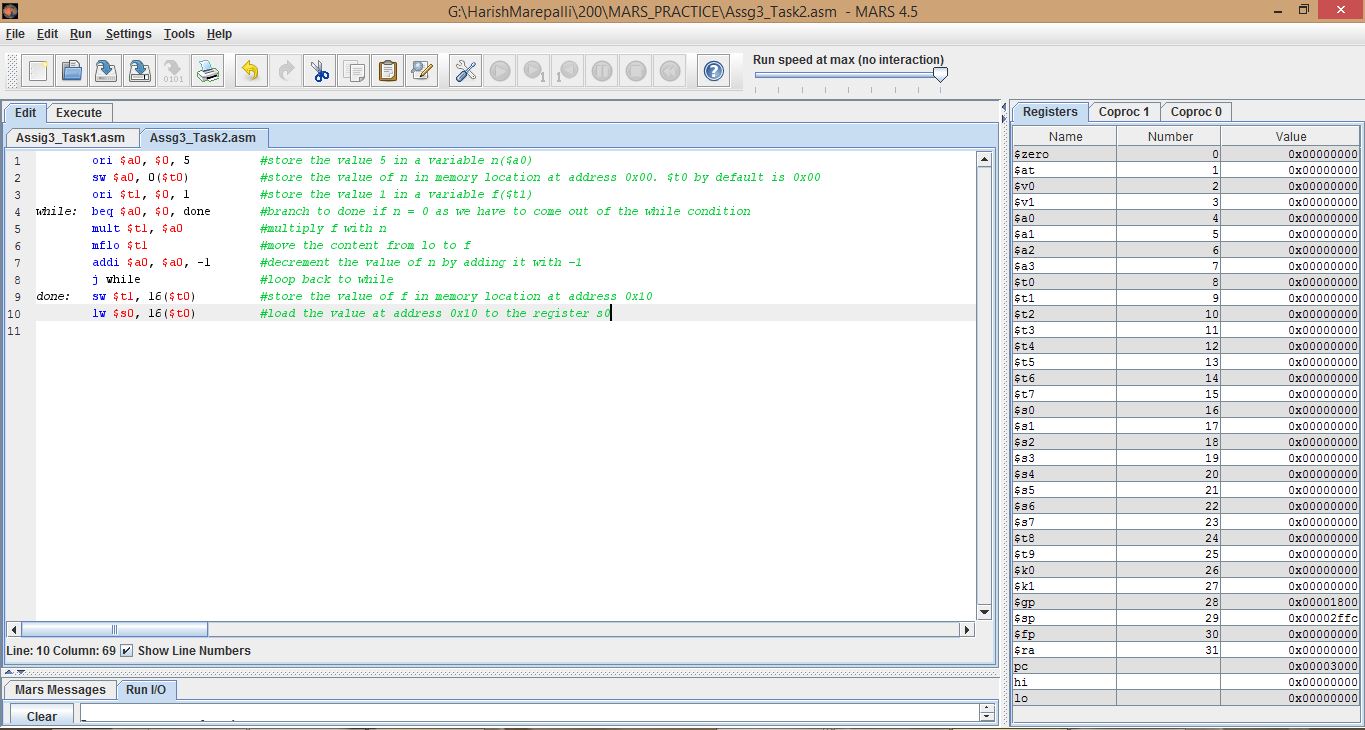 G:\HarishMarepalli\200\MARS_PRACTICE\Assg3_Task2.asm - MARS 4.5
File Edit Run Settings Tools Help
Run speed at max (no interaction)
Edit Execute
Assig3_Task1.asm Assg3_Task2.asm
1 ori $a0, $0, 5 #store the value 5 in a variable n($a0)
2 sw $a0, 0($t0) #store the value of n in memory location at address 0x00. $t0 by default is 0x00
3 ori $t1, $0, 1 #store the value 1 in a variable f($t1)
4 while: beq $a0, $0, done #branch to done if n = 0 as we have to come out of the while condition
5 mult $t1, $a0 #multiply f with n
6 mflo $t1 #move the content from lo to f
7 addi $a0, $a0, -1 #decrement the value of n by adding it with -1
8 j while #loop back to while
9 done: sw $t1, 16($t0) #store the value of f in memory location at address 0x10
10 lw $s0, 16($t0) #load the value at address 0x10 to the register s0
11
Line: 10 Column: 69 Show Line Numbers
Mars Messages Run I/O
Clear
Registers Coproc 1 Coproc 0
Name Number Value
$zero 0 0x00000000
$at 1 0x00000000
$v0 2 0x00000000
$v1 3 0x00000000
$a0 4 0x00000000
$a1 5 0x00000000
$a2 6 0x00000000
$a3 7 0x00000000
$t0 8 0x00000000
$t1 9 0x00000000
$t2 10 0x00000000
$t3 11 0x00000000
$t4 12 0x00000000
$t5 13 0x00000000
$t6 14 0x00000000
$t7 15 0x00000000
$s0 16 0x00000000
$s1 17 0x00000000
$s2 18 0x00000000
$s3 19 0x00000000
$s4 20 0x00000000
$s5 21 0x00000000
$s6 22 0x00000000
$s7 23 0x00000000
$t8 24 0x00000000
$t9 25 0x00000000
$k0 26 0x00000000
$k1 27 0x00000000
$gp 28 0x00001800
$sp 29 0x00002ffc
$fp 30 0x00000000
$ra 31 0x00000000
pc 0x00003000
hi 0x00000000
lo 0x00000000